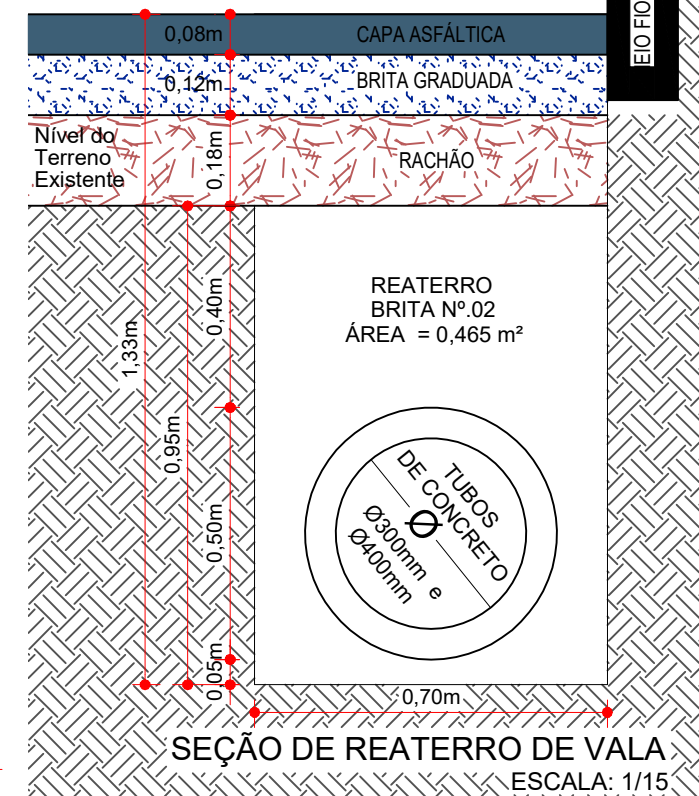 EIO FIO
0,08m
CAPA ASFÁLTICA
0,12m
BRITA GRADUADA
Nível do
Terreno
Existente
0,18m
RACHÃO
0,40m
REATERRO
BRITA Nº.02
ÁREA = 0,465 m²
1,33m
0,95m
0,50m
TUBOS
DE CONCRETO
Ø
Ø300mm e
Ø400mm
0,05m
0,70m
SEÇÃO DE REATERRO DE VALA
ESCALA: 1/15